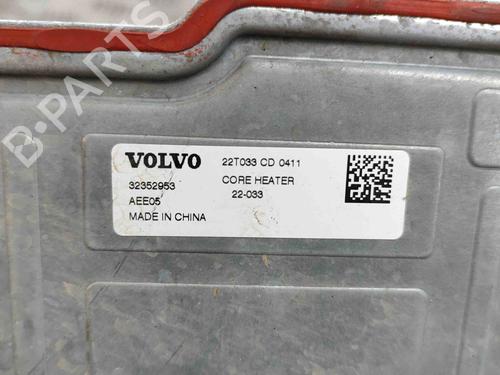 VOLVO
32352953
AEE05
MADE IN CHINA
22T033 CD 0411
CORE HEATER
22-033
B-PARTS